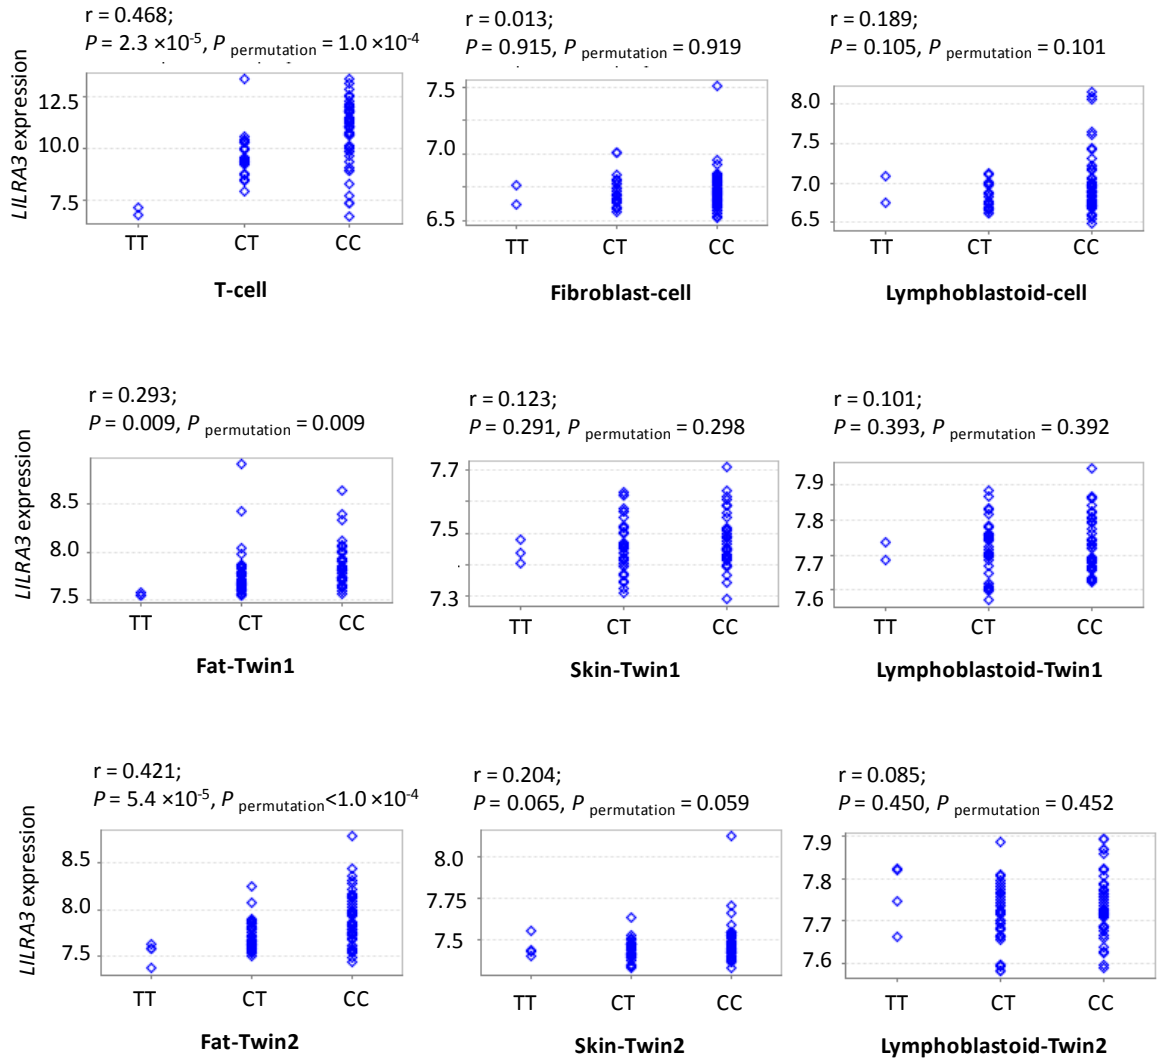 r = 0.468;
P = 2.3 ×10-5, P permutation = 1.0 ×10-4
r = 0.013;
P = 0.915, P permutation = 0.919
r = 0.189;
P = 0.105, P permutation = 0.101
LILRA3 expression
12.5
10.0
7.5
TT CT CC
T-cell
7.5
7.0
6.5
TT CT CC
Fibroblast-cell
8.0
7.5
7.0
6.5
TT CT CC
Lymphoblastoid-cell
r = 0.293;
P = 0.009, P permutation = 0.009
r = 0.123;
P = 0.291, P permutation = 0.298
r = 0.101;
P = 0.393, P permutation = 0.392
LILRA3 expression
8.5
8.0
7.5
TT CT CC
Fat-Twin1
7.7
7.5
7.3
TT CT CC
Skin-Twin1
7.9
7.8
7.7
7.6
TT CT CC
Lymphoblastoid-Twin1
r = 0.421;
P = 5.4 ×10-5, P permutation<1.0 ×10-4
r = 0.204;
P = 0.065, P permutation = 0.059
r = 0.085;
P = 0.450, P permutation = 0.452
LILRA3 expression
8.5
8.0
7.5
TT CT CC
Fat-Twin2
8.0
7.75
7.5
TT CT CC
Skin-Twin2
7.9
7.8
7.7
7.6
TT CT CC
Lymphoblastoid-Twin2